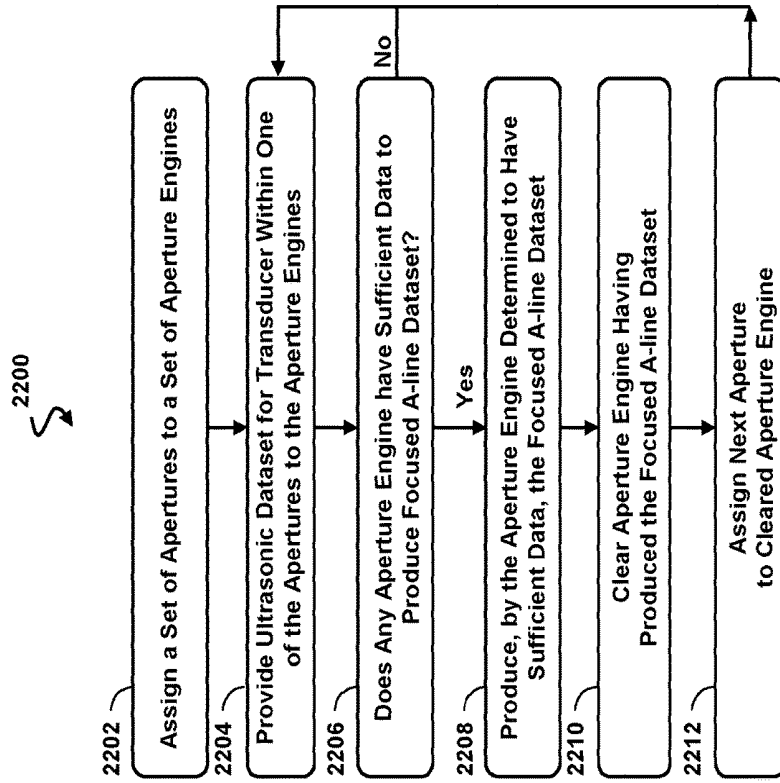 2200
2202
Assign a Set of Apertures to a Set of Aperture Engines
2204
Provide Ultrasonic Dataset for Transducer Within One
of the Apertures to the Aperture Engines
2206
Does Any Aperture Engine have Sufficient Data to
Produce Focused A-line Dataset?
No
Yes
2208
Produce, by the Aperture Engine Determined to Have
Sufficient Data, the Focused A-line Dataset
2210
Clear Aperture Engine Having
Produced the Focused A-line Dataset
2212
Assign Next Aperture
to Cleared Aperture Engine